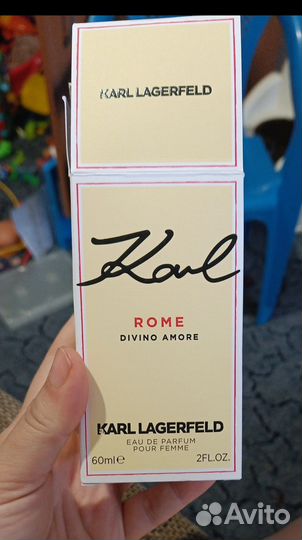 KARL LAGERFELD
Karl
ROME
DIVINO AMORE
KARL LAGERFELD
EAU DE PARFUM
POUR FEMME
60ml℮ 2FL.OZ.
Avito